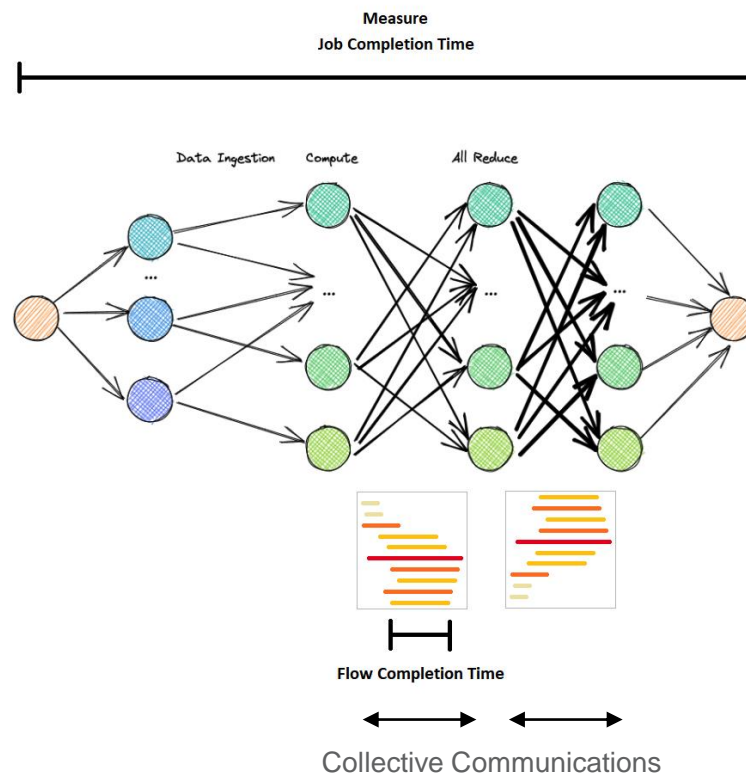 Measure
Job Completion Time
Data Ingestion Compute All Reduce
...
...
...
...
Flow Completion Time
Collective Communications